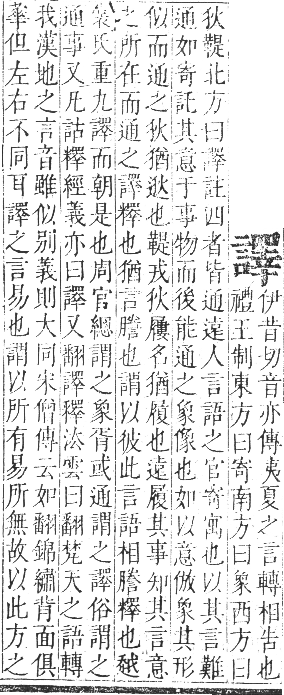 譯 伊昔切音亦傳夷夏之言轉相告也
禮王制東方曰寄南方曰象西方曰
狄鞮北方曰譯註四者皆通遠人言語之官寄寓也以其言難
通如寄託其意于事物而後能通之象像也如以意倣象其形
似而通之狄猶逖也鞮戎狄屨名猶履也遠履其事知其言意
之所在而通之譯釋也猶言謄也謂以彼此言語相謄釋也越
裳氏重九譯而朝是也周官總謂之象胥或通謂之譯俗謂之
通事又凡詁釋經義亦曰譯又翻譯釋法雲曰翻梵天之語轉
我漢地之言音雖似別義則大同宋僧傳云如翻錦繡背面俱
華但左右不同耳譯之言易也謂以所有易所無故以此方之